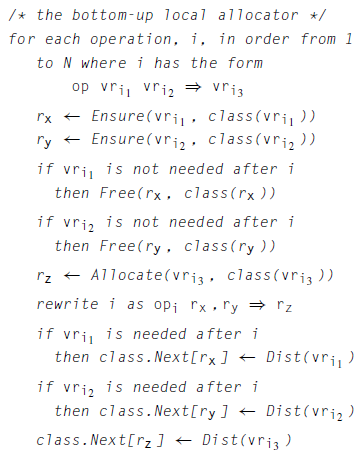 /* the bottom-up local allocator */
for each operation, i, in order from 1
to N where i has the form
op vri1 vri2 ⇒ vri3
rx ← Ensure(vri1, class(vri1))
ry ← Ensure(vri2, class(vri2))
if vri1 is not needed after i
then Free(rx, class(rx))
if vri2 is not needed after i
then Free(ry, class(ry))
rz ← Allocate(vri3, class(vri3))
rewrite i as opi rx,ry ⇒ rz
if vri1 is needed after i
then class.Next[rx] ← Dist(vri1)
if vri2 is needed after i
then class.Next[ry] ← Dist(vri2)
class.Next[rz] ← Dist(vri3)